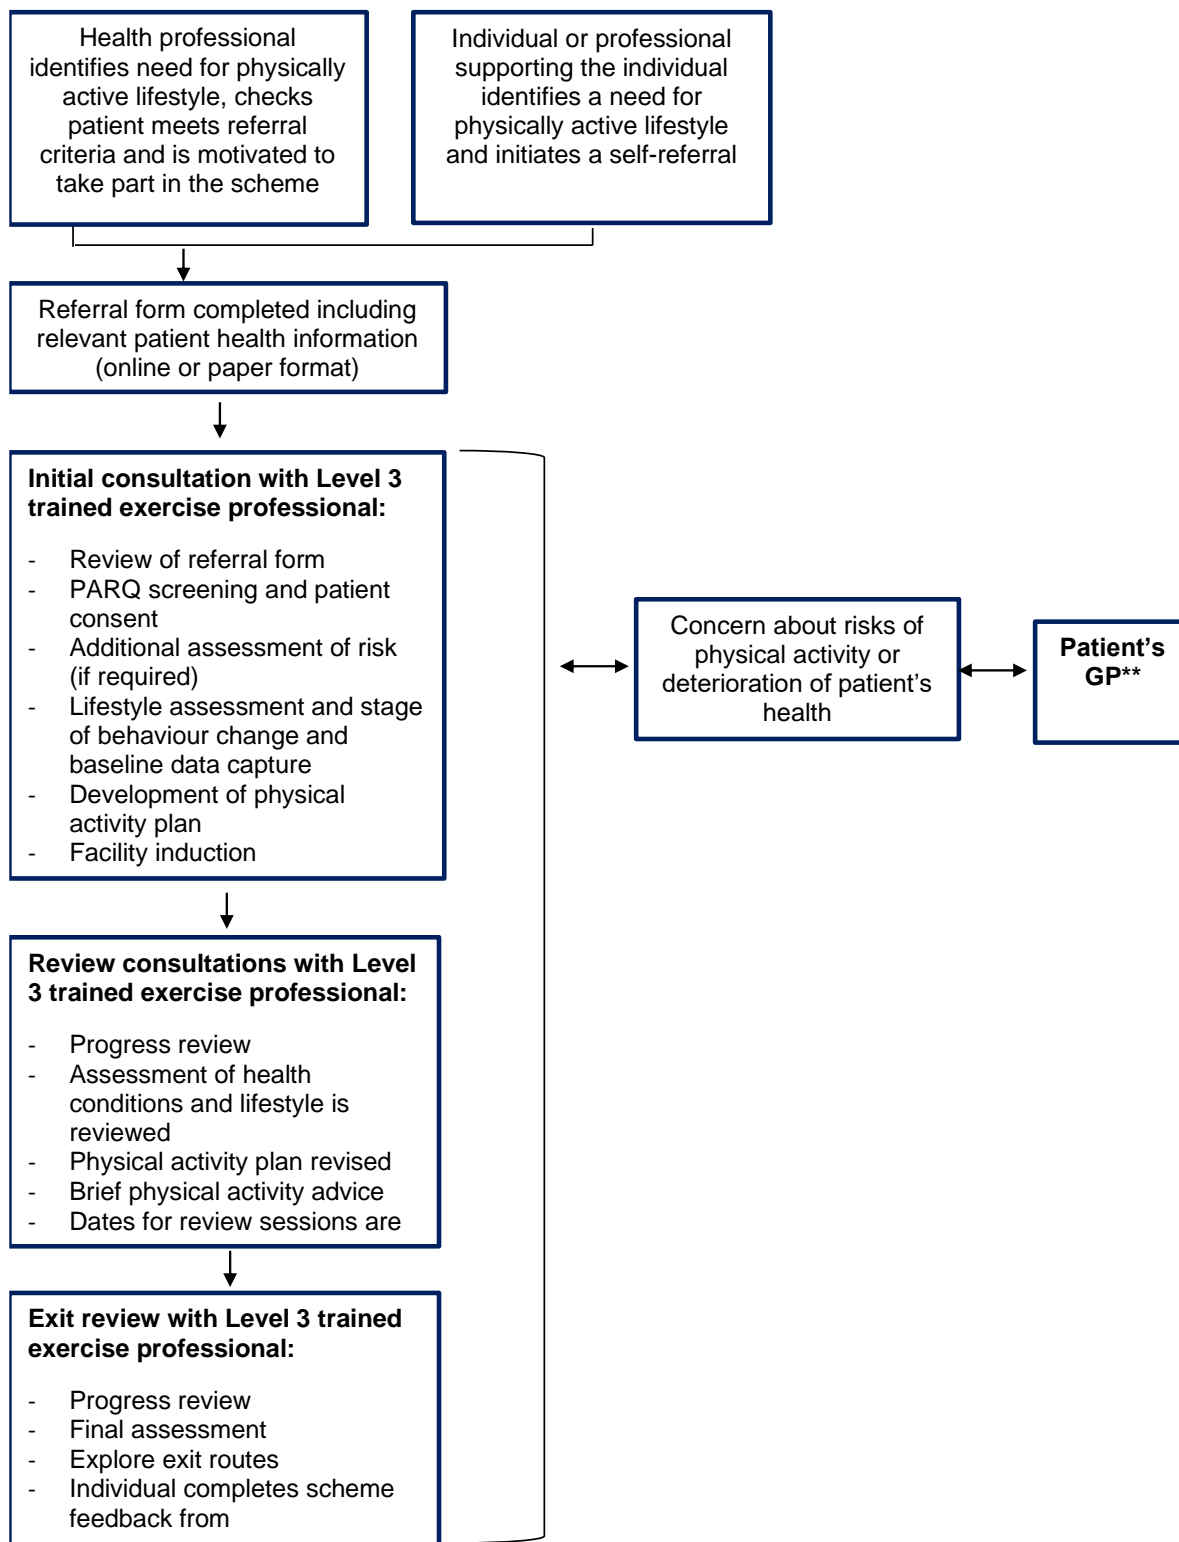 Health professional
identifies need for physically
active lifestyle, checks
patient meets referral
criteria and is motivated to
take part in the scheme
Individual or professional
supporting the individual
identifies a need for
physically active lifestyle
and initiates a self-referral
Referral form completed including
relevant patient health information
(online or paper format)
Initial consultation with Level 3
trained exercise professional:
- Review of referral form
- PARQ screening and patient
consent
- Additional assessment of risk
(if required)
- Lifestyle assessment and stage
of behaviour change and
baseline data capture
- Development of physical
activity plan
- Facility induction
Concern about risks of
physical activity or
deterioration of patient’s
health
Patient’s
GP**
Review consultations with Level
3 trained exercise professional:
- Progress review
- Assessment of health
conditions and lifestyle is
reviewed
- Physical activity plan revised
- Brief physical activity advice
- Dates for review sessions are
Exit review with Level 3 trained
exercise professional:
- Progress review
- Final assessment
- Explore exit routes
- Individual completes scheme
feedback from